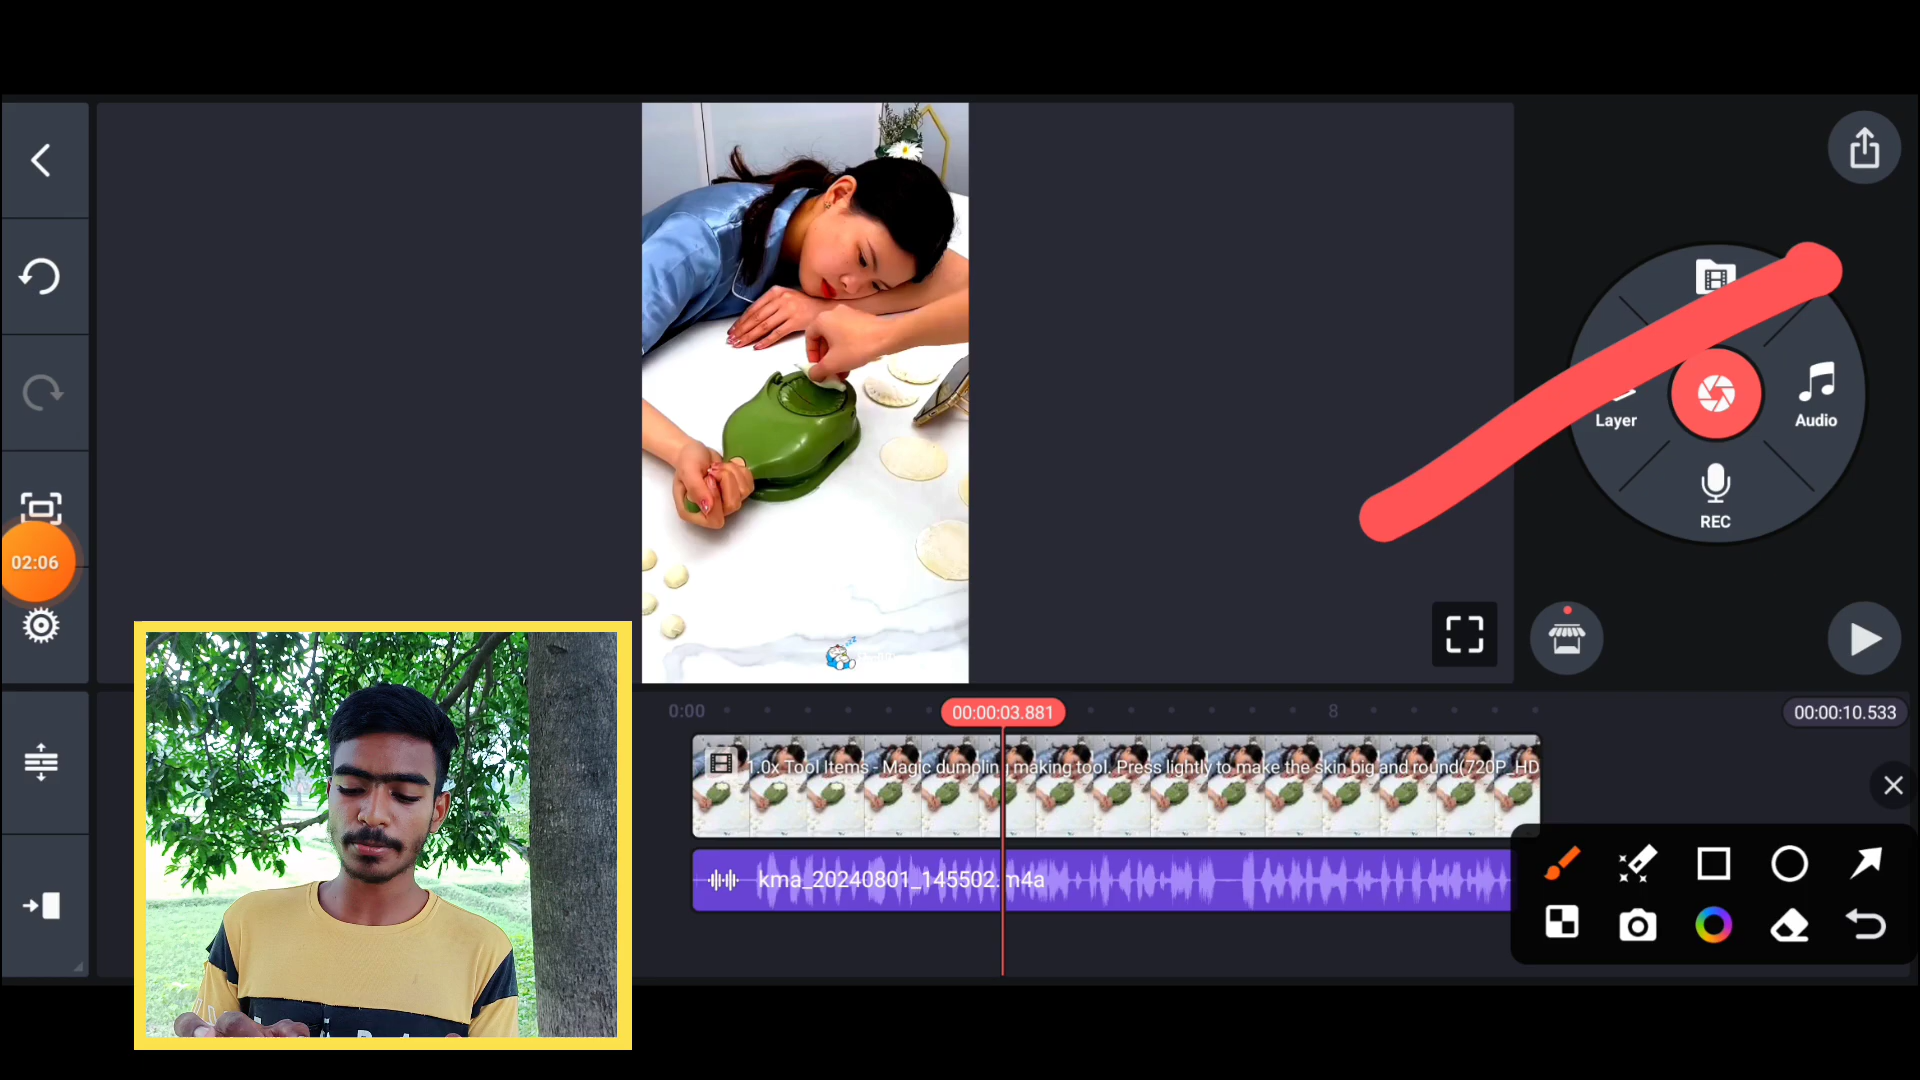 Layer
Audio
REC
02:06
0:00
00:00:03.881
8
00:00:10.533
1.0x Tool Items - Magic dumplin
making tool. Press lightly to make the skin big and round(720P_HD
kma_20240801_145502.m4a